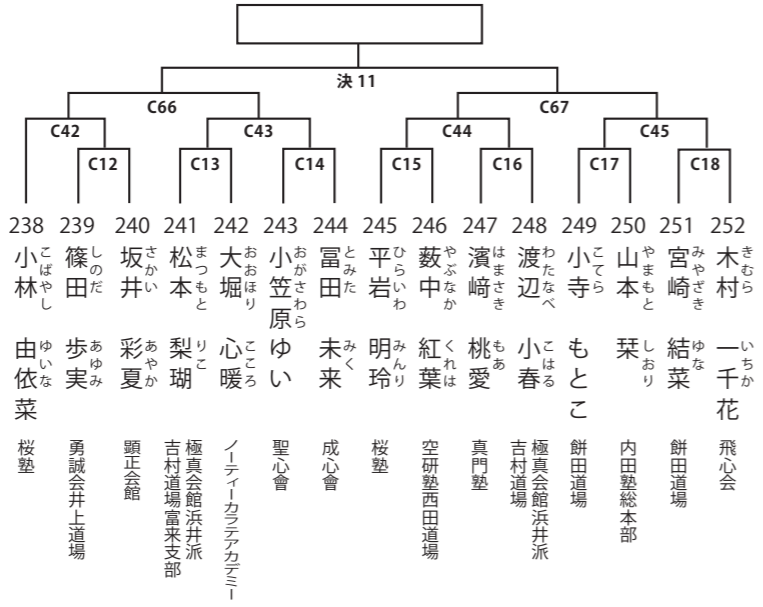 決 11
C66
C67
C42
C43
C44
C45
C12
C13
C14
C15
C16
C17
C18
238
小林 由依菜
こばやし ゆいな
桜塾
239
篠田 歩実
しのだ あゆみ
勇誠会井上道場
240
坂井 彩夏
さかい あやか
顕正会館
241
松本 梨瑚
まつもと りこ
極真会館浜井派
吉村道場富来支部
242
大堀 心暖
おおほり こころ
ノーティーカラテアカデミー
243
小笠原 ゆい
おがさわら
聖心會
244
冨田 未来
とみた みく
成心會
245
平岩 明玲
ひらいわ みんり
桜塾
246
薮中 紅葉
やぶなか くれは
空研塾西田道場
247
濱﨑 桃愛
はまさき もあ
真門塾
248
渡辺 小春
わたなべ こはる
極真会館浜井派
吉村道場
249
小寺 もとこ
こてら
餅田道場
250
山本 栞
やまもと しおり
内田塾総本部
251
宮崎 結菜
みやざき ゆな
餅田道場
252
木村 一千花
きむら いちか
飛心会